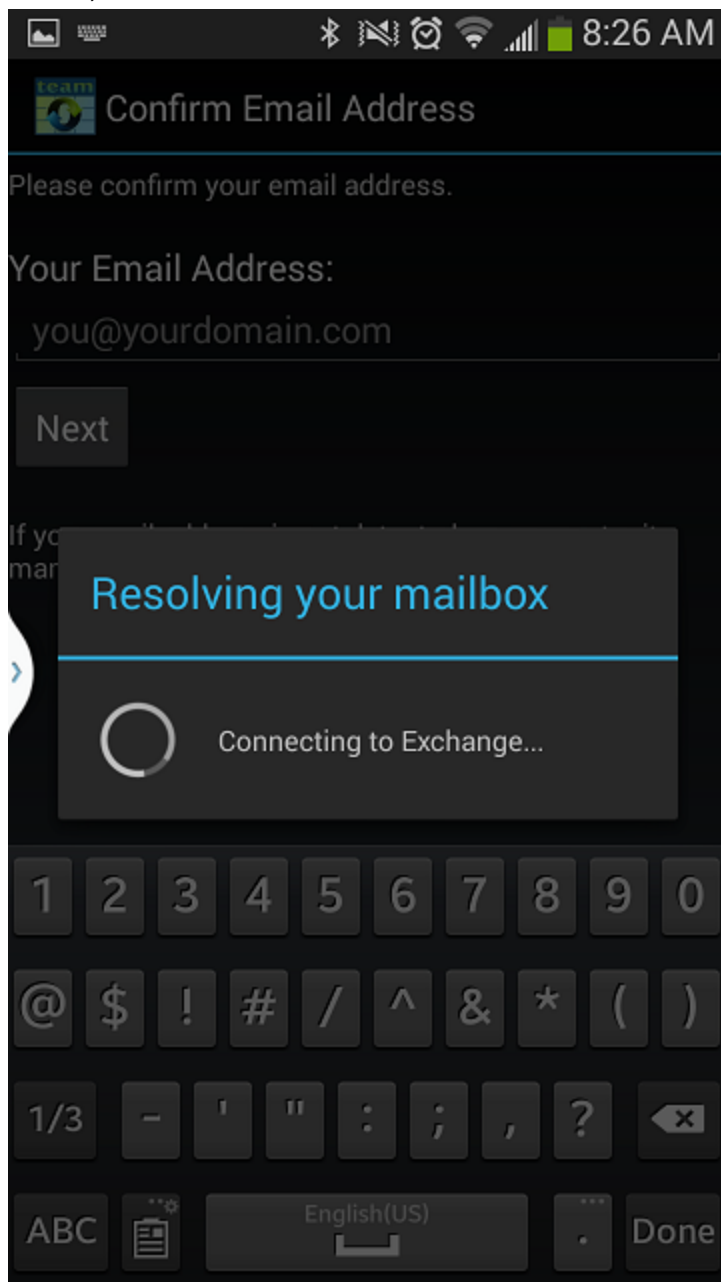 8:26 AM
team
Confirm Email Address
Please confirm your email address.
Your Email Address:
you@yourdomain.com
Next
If
mar
Resolving your mailbox
Connecting to Exchange...
1 2 3 4 5 6 7 8 9 0
@ $ ! # / ^ & * ( )
1/3 - ' " : ; , ?
English(US)
ABC . Done